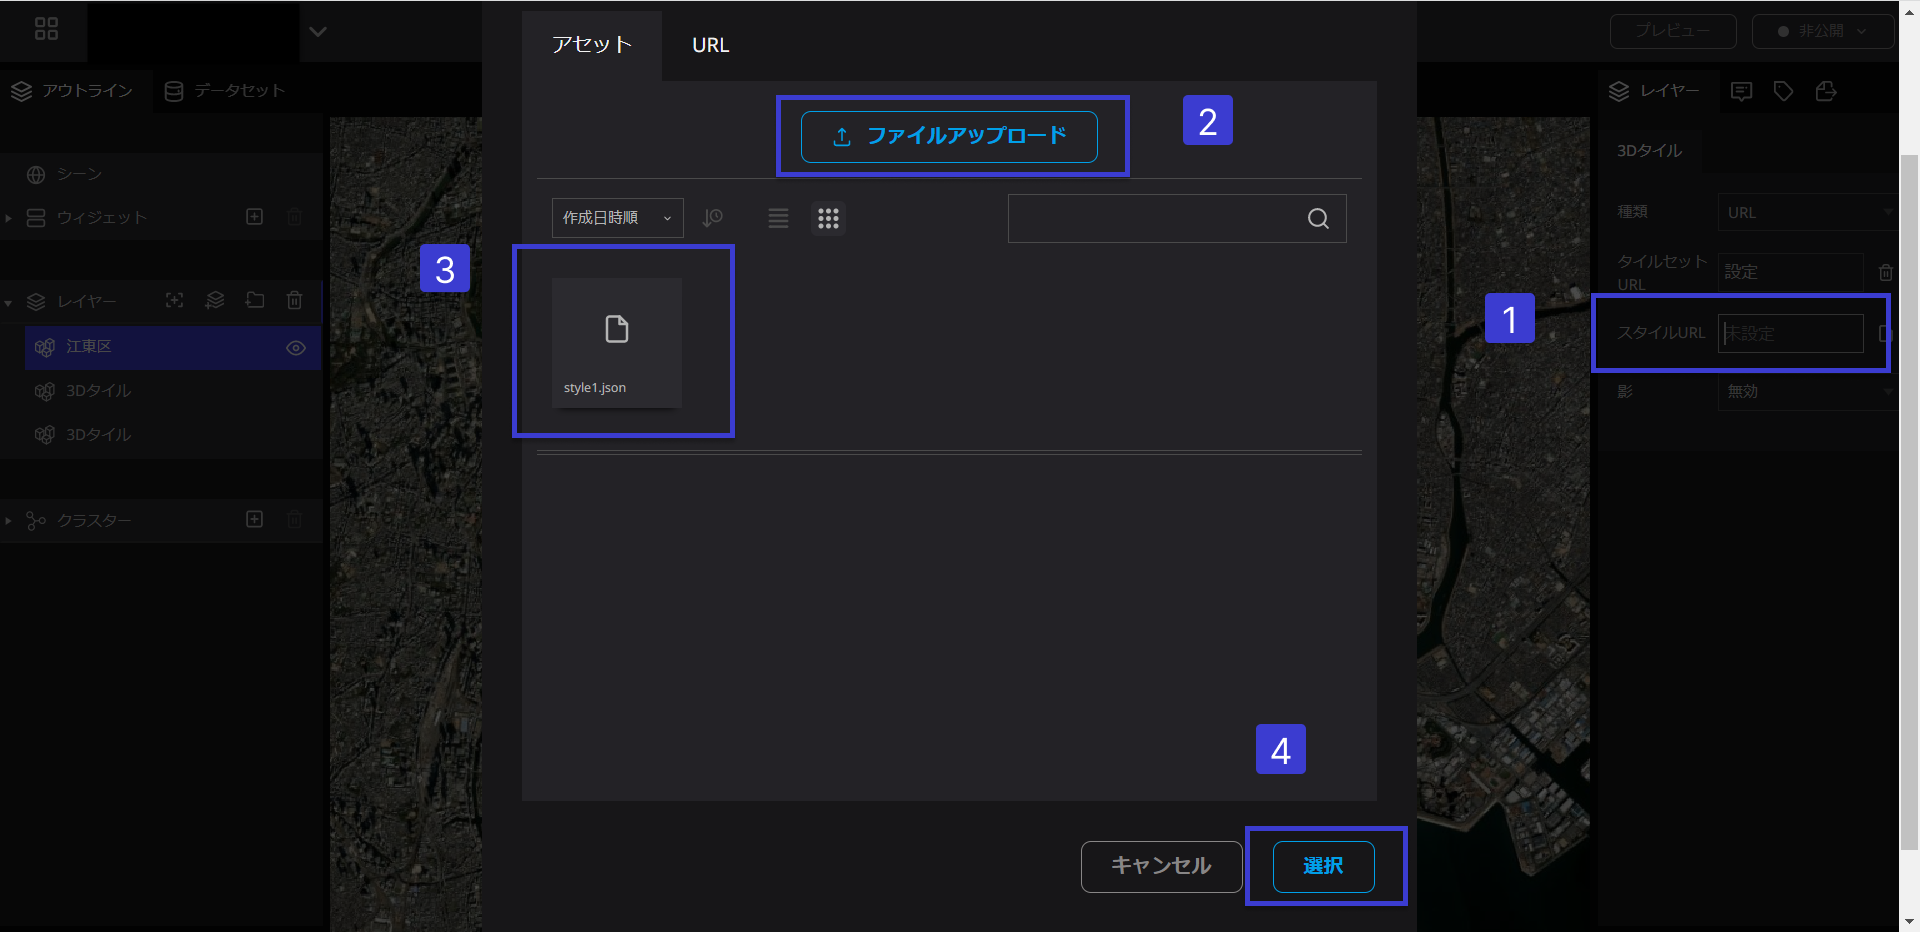 アセット
URL
プレビュー
非公開
アウトライン
データセット
レイヤー
ファイルアップロード
2
3Dタイル
シーン
ウィジェット
作成日時順
種類
URL
タイルセット
URL
設定
3
1
レイヤー
スタイルURL
未設定
江東区
style1.json
影
無効
3Dタイル
3Dタイル
クラスター
4
キャンセル
選択